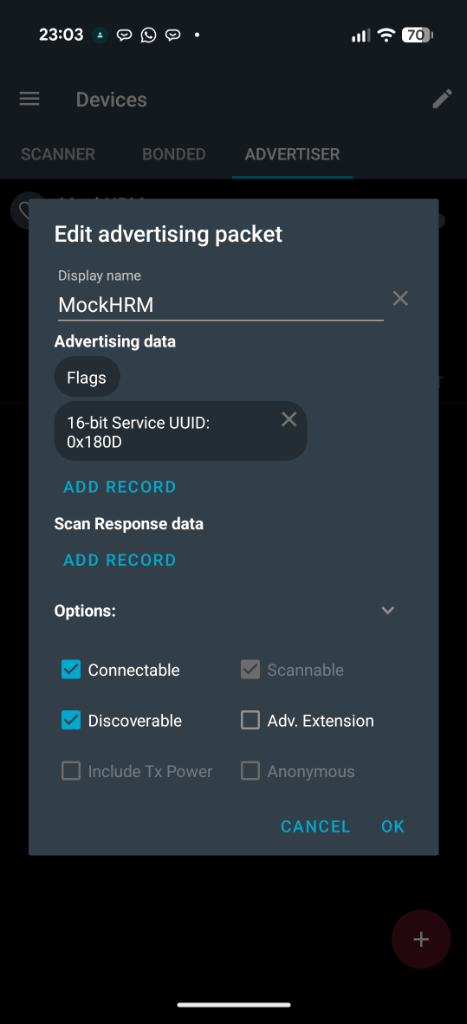 23:03
70
Devices
SCANNER BONDED ADVERTISER
Edit advertising packet
Display name
MockHRM
Advertising data
Flags
16-bit Service UUID:
0x180D
ADD RECORD
Scan Response data
ADD RECORD
Options:
Connectable Scannable
Discoverable Adv. Extension
Include Tx Power Anonymous
CANCEL OK